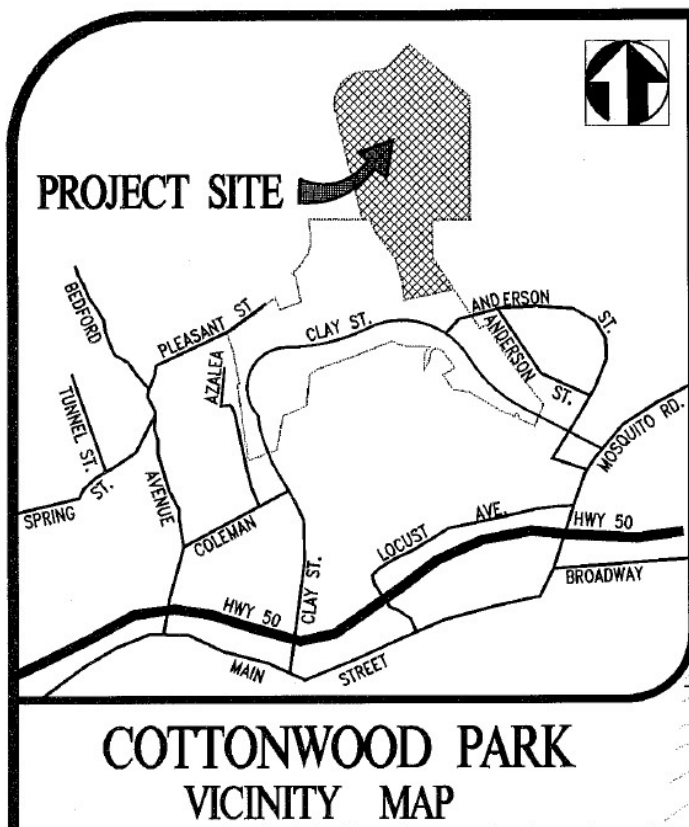 PROJECT SITE
BEDFORD
AVENUE
PLEASANT ST
CLAY ST.
ANDERSON
ST.
ANDERSON
ST.
AZALEA
TUNNEL ST.
SPRING
ST.
COLEMAN
CLAY ST.
LOCUST
AVE.
MOSQUITO RD.
HWY 50
BROADWAY
HWY 50
MAIN
STREET
COTTONWOOD PARK
VICINITY MAP